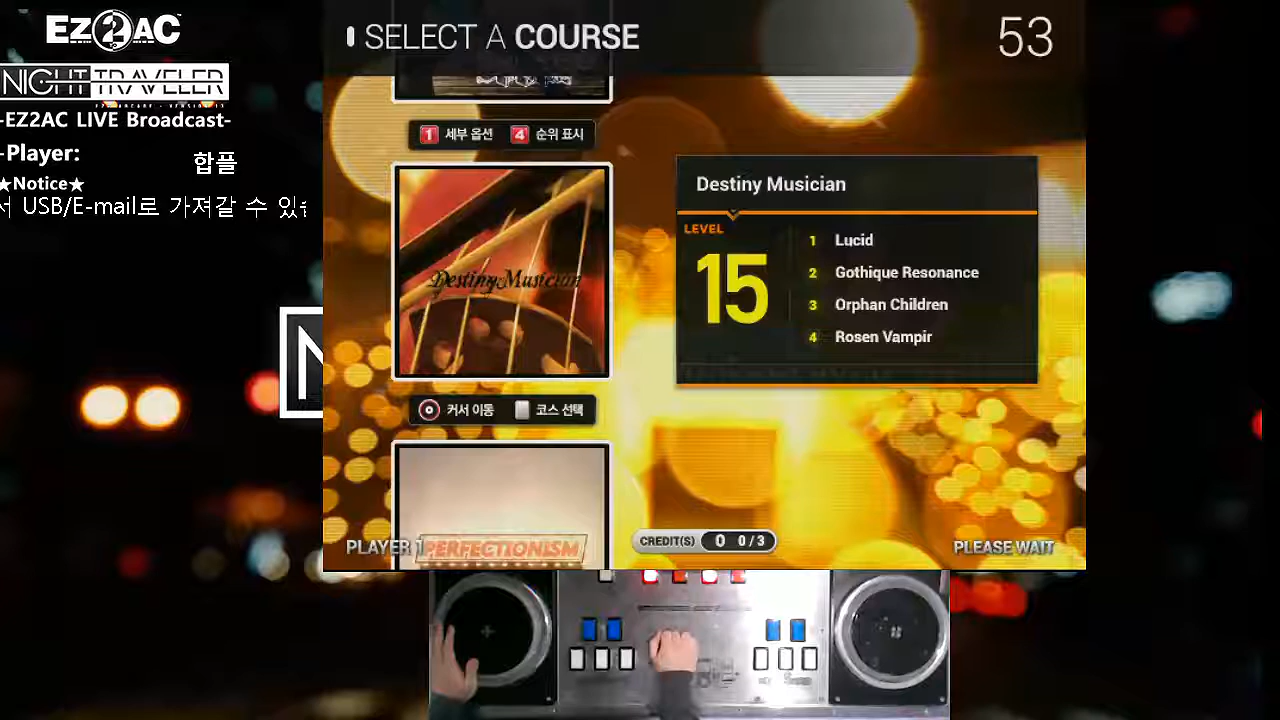 EZ2AC
NIGHT TRAVELER
-EZ2AC LIVE Broadcast-
-Player:
합플
★Notice★
서 USB/E-mail로 가져갈 수 있
SELECT A COURSE
53
1 세부 옵션 4 순위 표시
Destiny Musician
커서 이동 코스 선택
PERFECTIONISM
Destiny Musician
LEVEL
15
1 Lucid
2 Gothique Resonance
3 Orphan Children
4 Rosen Vampir
PLAYER 1
CREDIT(S) 0 0/3
PLEASE WAIT